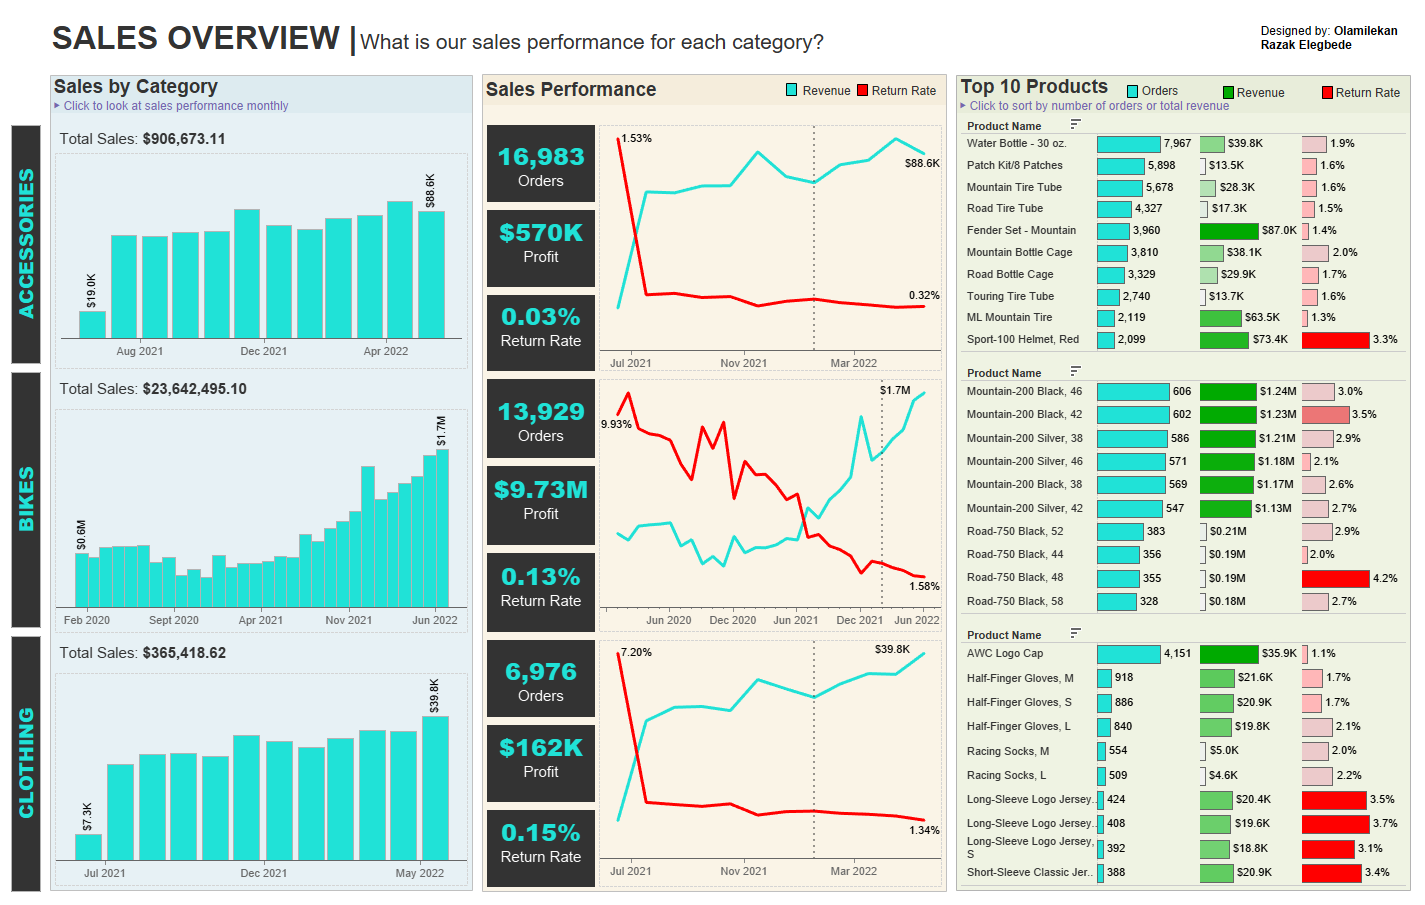 SALES OVERVIEW | What is our sales performance for each category?
Designed by: Olamilekan
Razak Elegbede
Sales by Category
Click to look at sales performance monthly
ACCESSORIES
Total Sales: $906,673.11
$19.0K
$88.6K
Aug 2021 Dec 2021 Apr 2022
BIKES
Total Sales: $23,642,495.10
$0.6M
$1.7M
Feb 2020 Sept 2020 Apr 2021 Nov 2021 Jun 2022
CLOTHING
Total Sales: $365,418.62
$7.3K
$39.8K
Jul 2021 Dec 2021 May 2022
Sales Performance
Revenue Return Rate
16,983
Orders
$570K
Profit
0.03%
Return Rate
1.53%
$88.6K
0.32%
Jul 2021 Nov 2021 Mar 2022
13,929
Orders
$9.73M
Profit
0.13%
Return Rate
$1.7M
9.93%
1.58%
Jun 2020 Dec 2020 Jun 2021 Dec 2021 Jun 2022
6,976
Orders
$162K
Profit
0.15%
Return Rate
7.20%
$39.8K
1.34%
Jul 2021 Nov 2021 Mar 2022
Top 10 Products
Orders Revenue Return Rate
Click to sort by number of orders or total revenue
Product Name
Water Bottle - 30 oz. 7,967 $39.8K 1.9%
Patch Kit/8 Patches 5,898 $13.5K 1.6%
Mountain Tire Tube 5,678 $28.3K 1.6%
Road Tire Tube 4,327 $17.3K 1.5%
Fender Set - Mountain 3,960 $87.0K 1.4%
Mountain Bottle Cage 3,810 $38.1K 2.0%
Road Bottle Cage 3,329 $29.9K 1.7%
Touring Tire Tube 2,740 $13.7K 1.6%
ML Mountain Tire 2,119 $63.5K 1.3%
Sport-100 Helmet, Red 2,099 $73.4K 3.3%
Product Name
Mountain-200 Black, 46 606 $1.24M 3.0%
Mountain-200 Black, 42 602 $1.23M 3.5%
Mountain-200 Silver, 38 586 $1.21M 2.9%
Mountain-200 Silver, 46 571 $1.18M 2.1%
Mountain-200 Black, 38 569 $1.17M 2.6%
Mountain-200 Silver, 42 547 $1.13M 2.7%
Road-750 Black, 52 383 $0.21M 2.9%
Road-750 Black, 44 356 $0.19M 2.0%
Road-750 Black, 48 355 $0.19M 4.2%
Road-750 Black, 58 328 $0.18M 2.7%
Product Name
AWC Logo Cap 4,151 $35.9K 1.1%
Half-Finger Gloves, M 918 $21.6K 1.7%
Half-Finger Gloves, S 886 $20.9K 1.7%
Half-Finger Gloves, L 840 $19.8K 2.1%
Racing Socks, M 554 $5.0K 2.0%
Racing Socks, L 509 $4.6K 2.2%
Long-Sleeve Logo Jersey.. 424 $20.4K 3.5%
Long-Sleeve Logo Jersey.. 408 $19.6K 3.7%
Long-Sleeve Logo Jersey,
S 392 $18.8K 3.1%
Short-Sleeve Classic Jer.. 388 $20.9K 3.4%